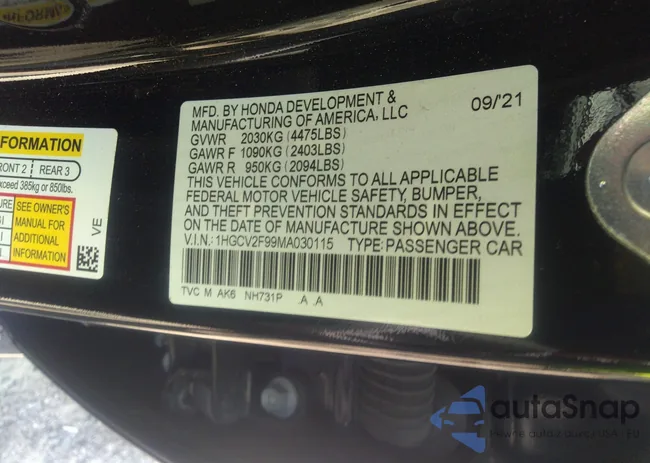 NFORMATION
RONT 2 REAR 3
xceed 385kg or 850lbs.
SEE OWNER'S
MANUAL FOR
ADDITIONAL
INFORMATION
VE
MFD. BY HONDA DEVELOPMENT &
MANUFACTURING OF AMERICA, LLC
09/'21
GVWR 2030KG (4475LBS)
GAWR F 1090KG (2403LBS)
GAWR R 950KG (2094LBS)
THIS VEHICLE CONFORMS TO ALL APPLICABLE
FEDERAL MOTOR VEHICLE SAFETY, BUMPER,
AND THEFT PREVENTION STANDARDS IN EFFECT
ON THE DATE OF MANUFACTURE SHOWN ABOVE.
V.I.N.: 1HGCV2F99MA030115 TYPE: PASSENGER CAR
TVC M AK6 NH731P .A .A
autoSnap